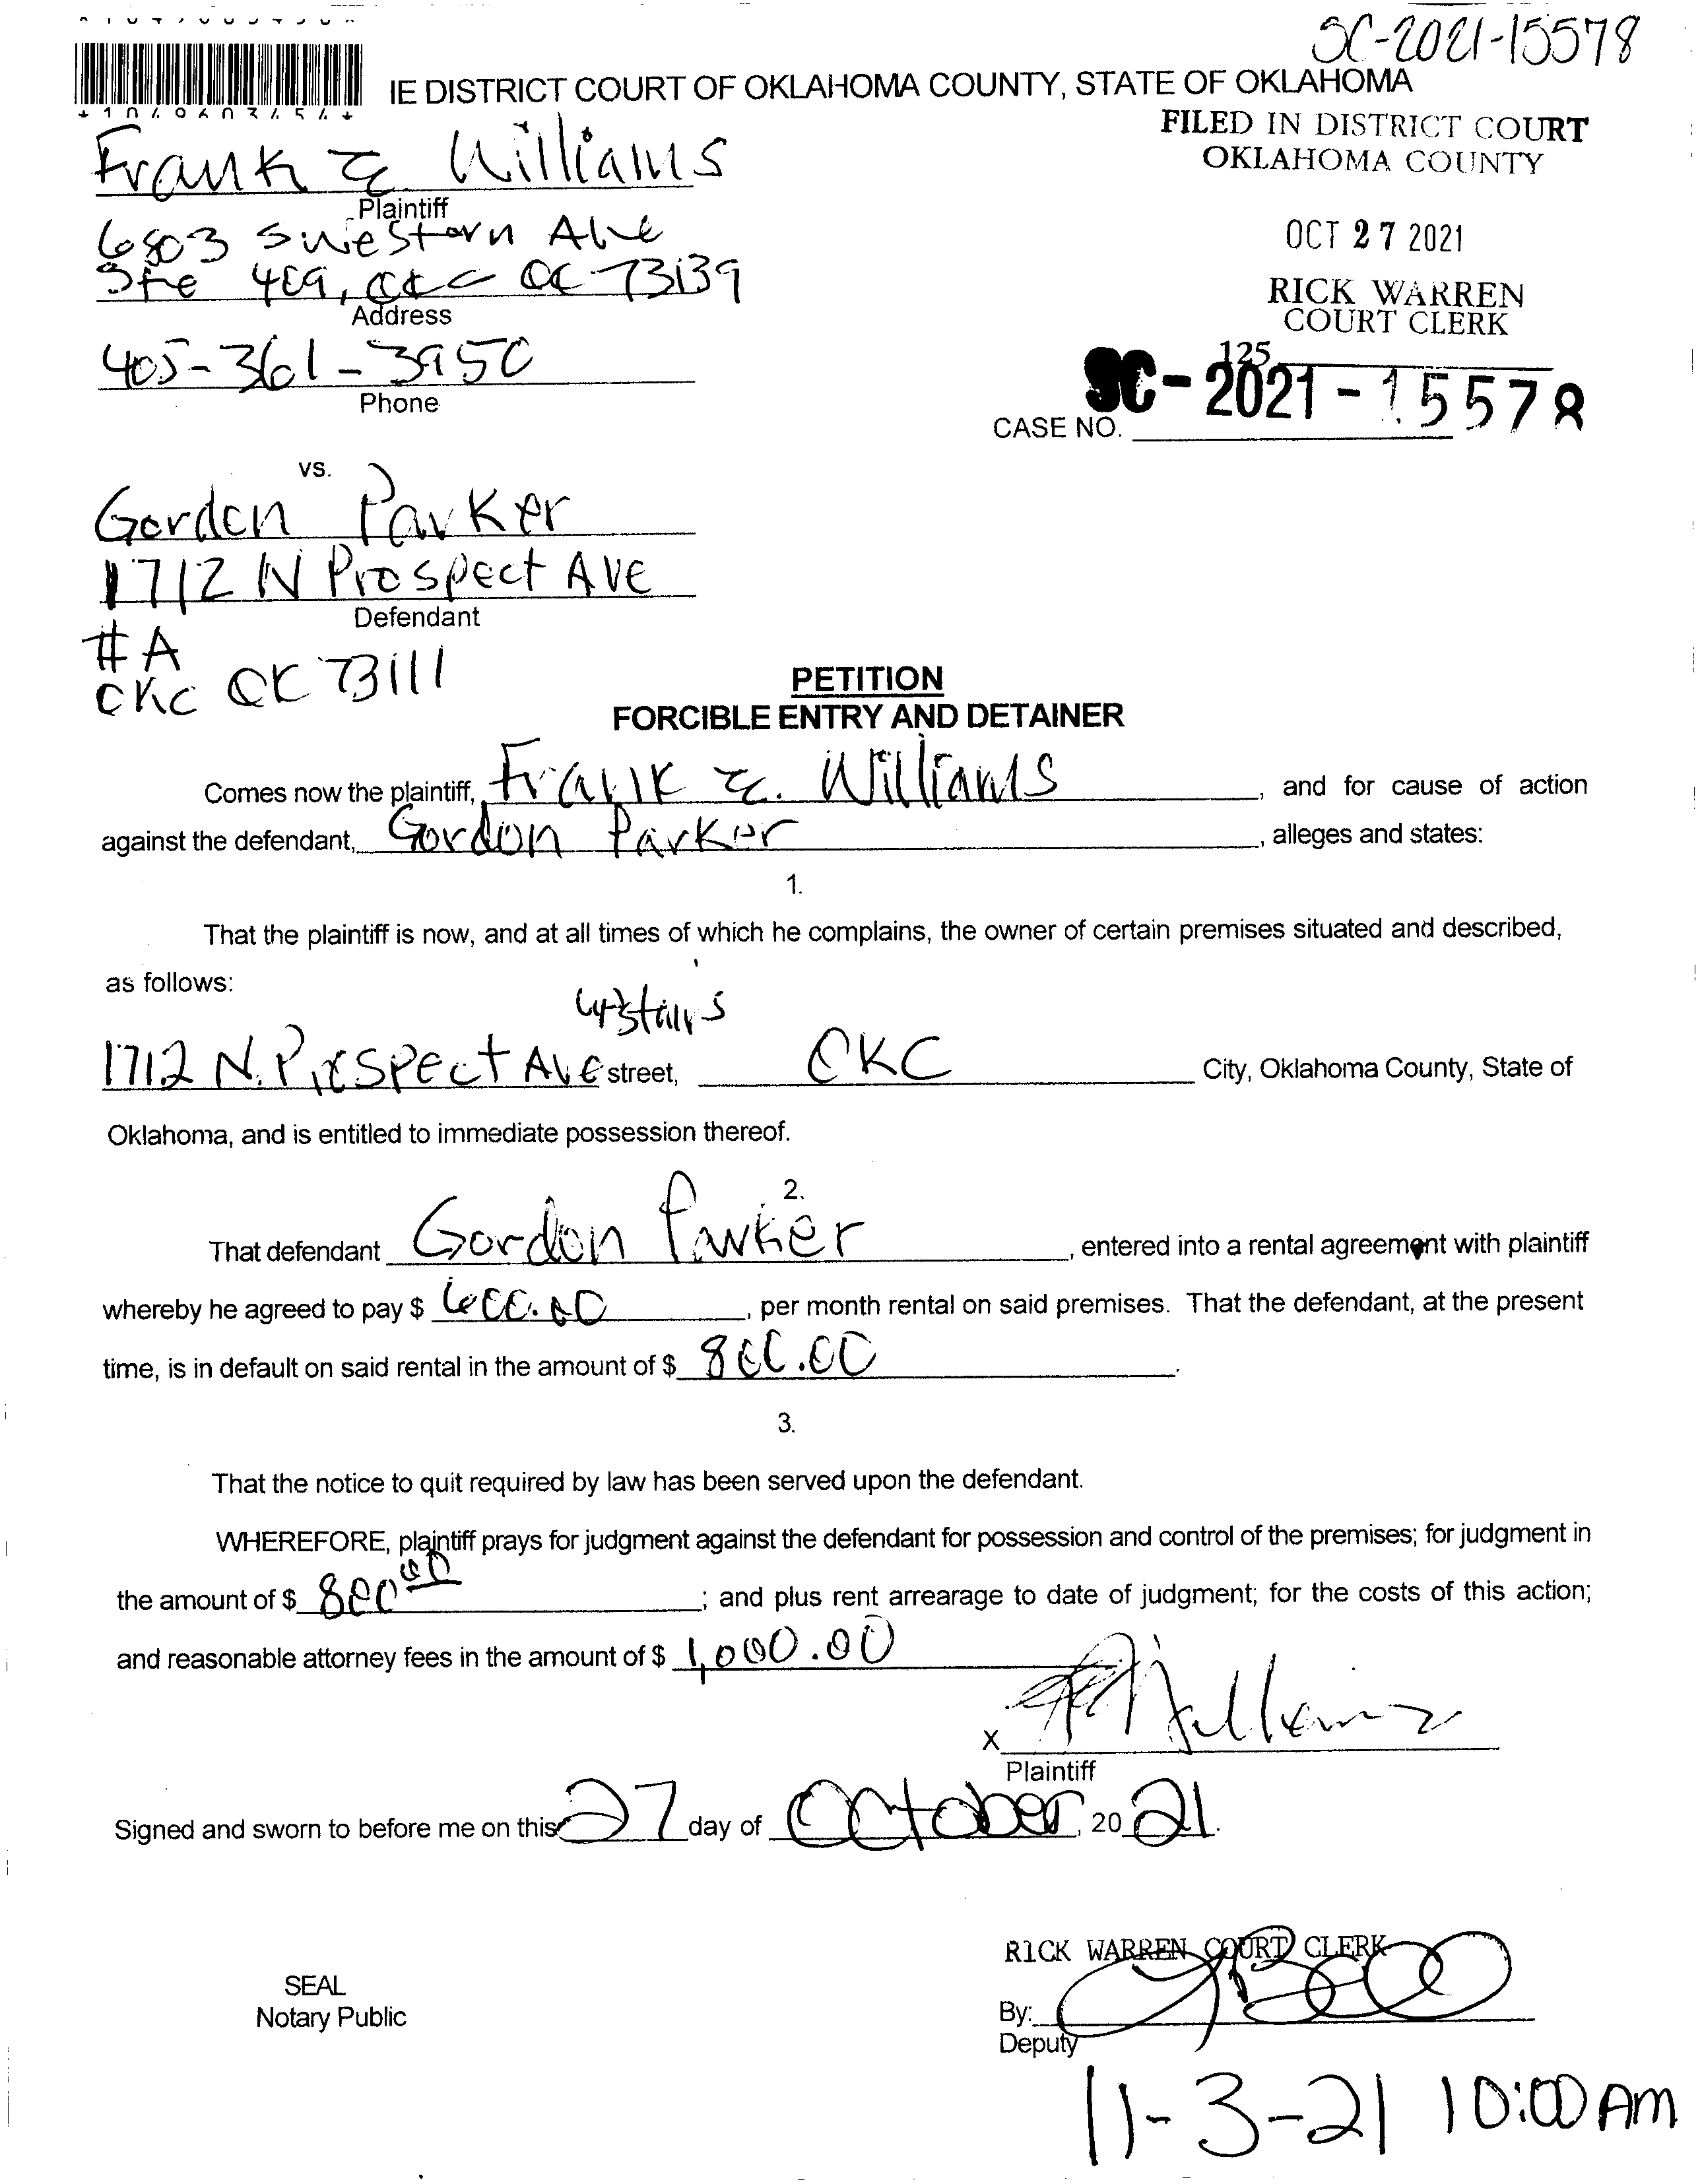 SC-2021-15578
IE DISTRICT COURT OF OKLAHOMA COUNTY, STATE OF OKLAHOMA
FILED IN DISTRICT COURT
OKLAHOMA COUNTY
OCT 27 2021
RICK WARREN
COURT CLERK
125
SC-2021-15578
CASE NO.
Frank E. Williams
Plaintiff
6803 S Western Ave
Ste 409, OKC OK 73139
Address
405-361-3950
Phone
vs.
Gordon Parker
1712 N Prospect AVE
Defendant
#A
OKC OK 73111
PETITION
FORCIBLE ENTRY AND DETAINER
Comes now the plaintiff, Frank E. Williams, and for cause of action
against the defendant, Gordon Parker, alleges and states:
1.
That the plaintiff is now, and at all times of which he complains, the owner of certain premises situated and described,
as follows:
upstairs
1712 N. Prospect Ave street, OKC City, Oklahoma County, State of
Oklahoma, and is entitled to immediate possession thereof.
2.
That defendant Gordon Parker, entered into a rental agreement with plaintiff
whereby he agreed to pay $ 600.00, per month rental on said premises. That the defendant, at the present
time, is in default on said rental in the amount of $ 800.00.
3.
That the notice to quit required by law has been served upon the defendant.
WHEREFORE, plaintiff prays for judgment against the defendant for possession and control of the premises; for judgment in
the amount of $ 800 00; and plus rent arrearage to date of judgment; for the costs of this action;
and reasonable attorney fees in the amount of $ 1,000.00
X
Plaintiff
Signed and sworn to before me on this 27 day of October, 20 21.
RICK WARREN COURT CLERK
SEAL
Notary Public
By:
Deputy
11-3-21 10:00 AM